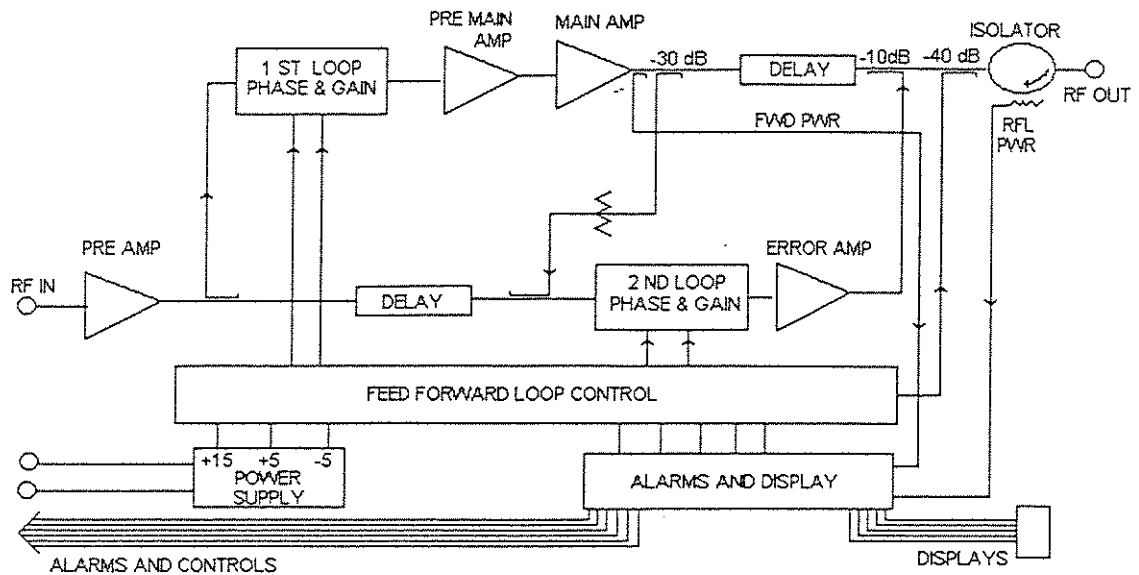 PRE MAIN
AMP
MAIN AMP
ISOLATOR
1 ST LOOP
PHASE & GAIN
-30 dB
DELAY
-10dB
-40 dB
RF OUT
FWD PWR
RFL
PWR
PRE AMP
ERROR AMP
RF IN
DELAY
2 ND LOOP
PHASE & GAIN
FEED FORWARD LOOP CONTROL
+15 +5 -5
POWER
SUPPLY
ALARMS AND DISPLAY
ALARMS AND CONTROLS
DISPLAYS